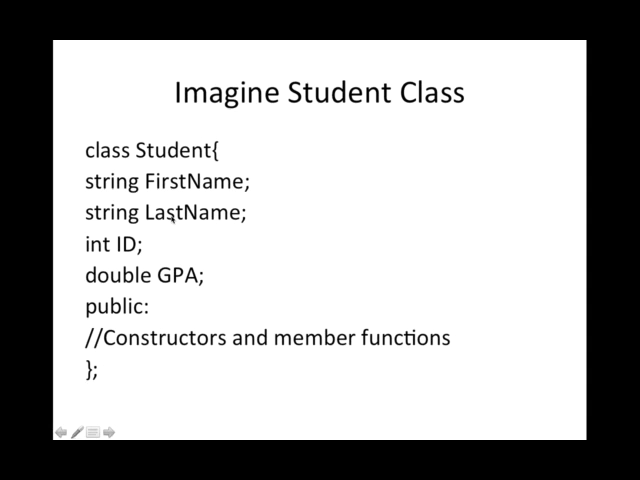 Imagine Student Class
class Student{
string FirstName;
string LastName;
int ID;
double GPA;
public:
//Constructors and member functions
};